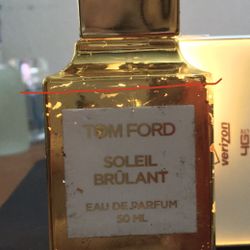 TOM FORD
SOLEIL
BRÛLANT
EAU DE PARFUM
50 ML
verizon
4G